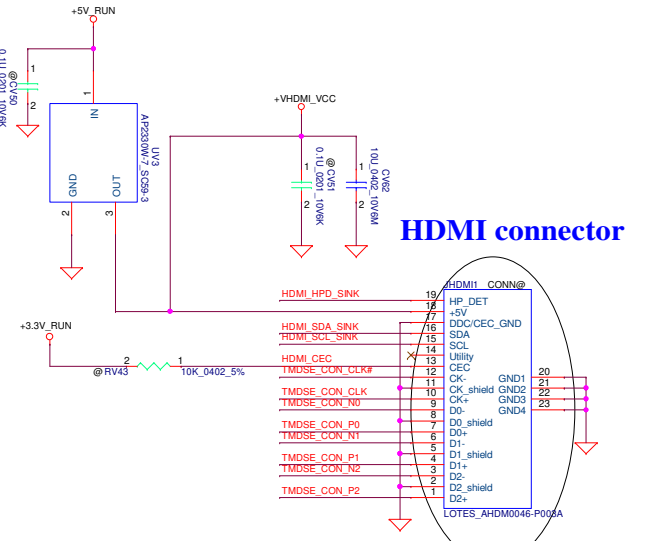 +5V_RUN
1
2
@CV50
0.1U_0201_10V6K
1
IN
GND
OUT
2
3
UV3
AP2330W-7_SC59-3
+VHDMI_VCC
1
2
@CV51
0.1U_0201_10V6K
1
2
CV62
10U_0402_10V6M
HDMI connector
JHDMI1 CONN@
HDMI_HPD_SINK 19 HP_DET
18 +5V
17 DDC/CEC_GND
HDMI_SDA_SINK 16 SDA
HDMI_SCL_SINK 15 SCL
14 Utility
+3.3V_RUN
@RV43 2 1 10K_0402_5%
HDMI_CEC 13 CEC
TMDSE_CON_CLK# 12 CK- GND1 20
11 CK_shield GND2 21
TMDSE_CON_CLK 10 CK+ GND3 22
TMDSE_CON_N0 9 D0- GND4 23
8 D0_shield
TMDSE_CON_P0 7 D0+
TMDSE_CON_N1 6 D1-
5 D1_shield
TMDSE_CON_P1 4 D1+
TMDSE_CON_N2 3 D2-
2 D2_shield
TMDSE_CON_P2 1 D2+
LOTES_AHDM0046-P003A